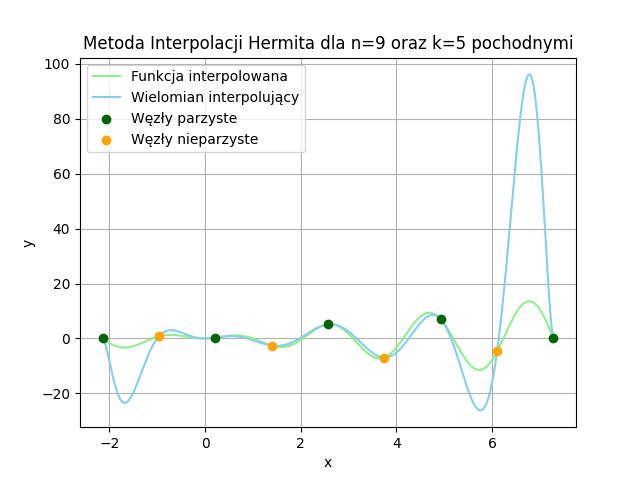 Metoda Interpolacji Hermita dla n=9 oraz k=5 pochodnymi
Funkcja interpolowana
Wielomian interpolujący
Węzły parzyste
Węzły nieparzyste
y
100
80
60
40
20
0
−20
−2
0
2
4
6
x